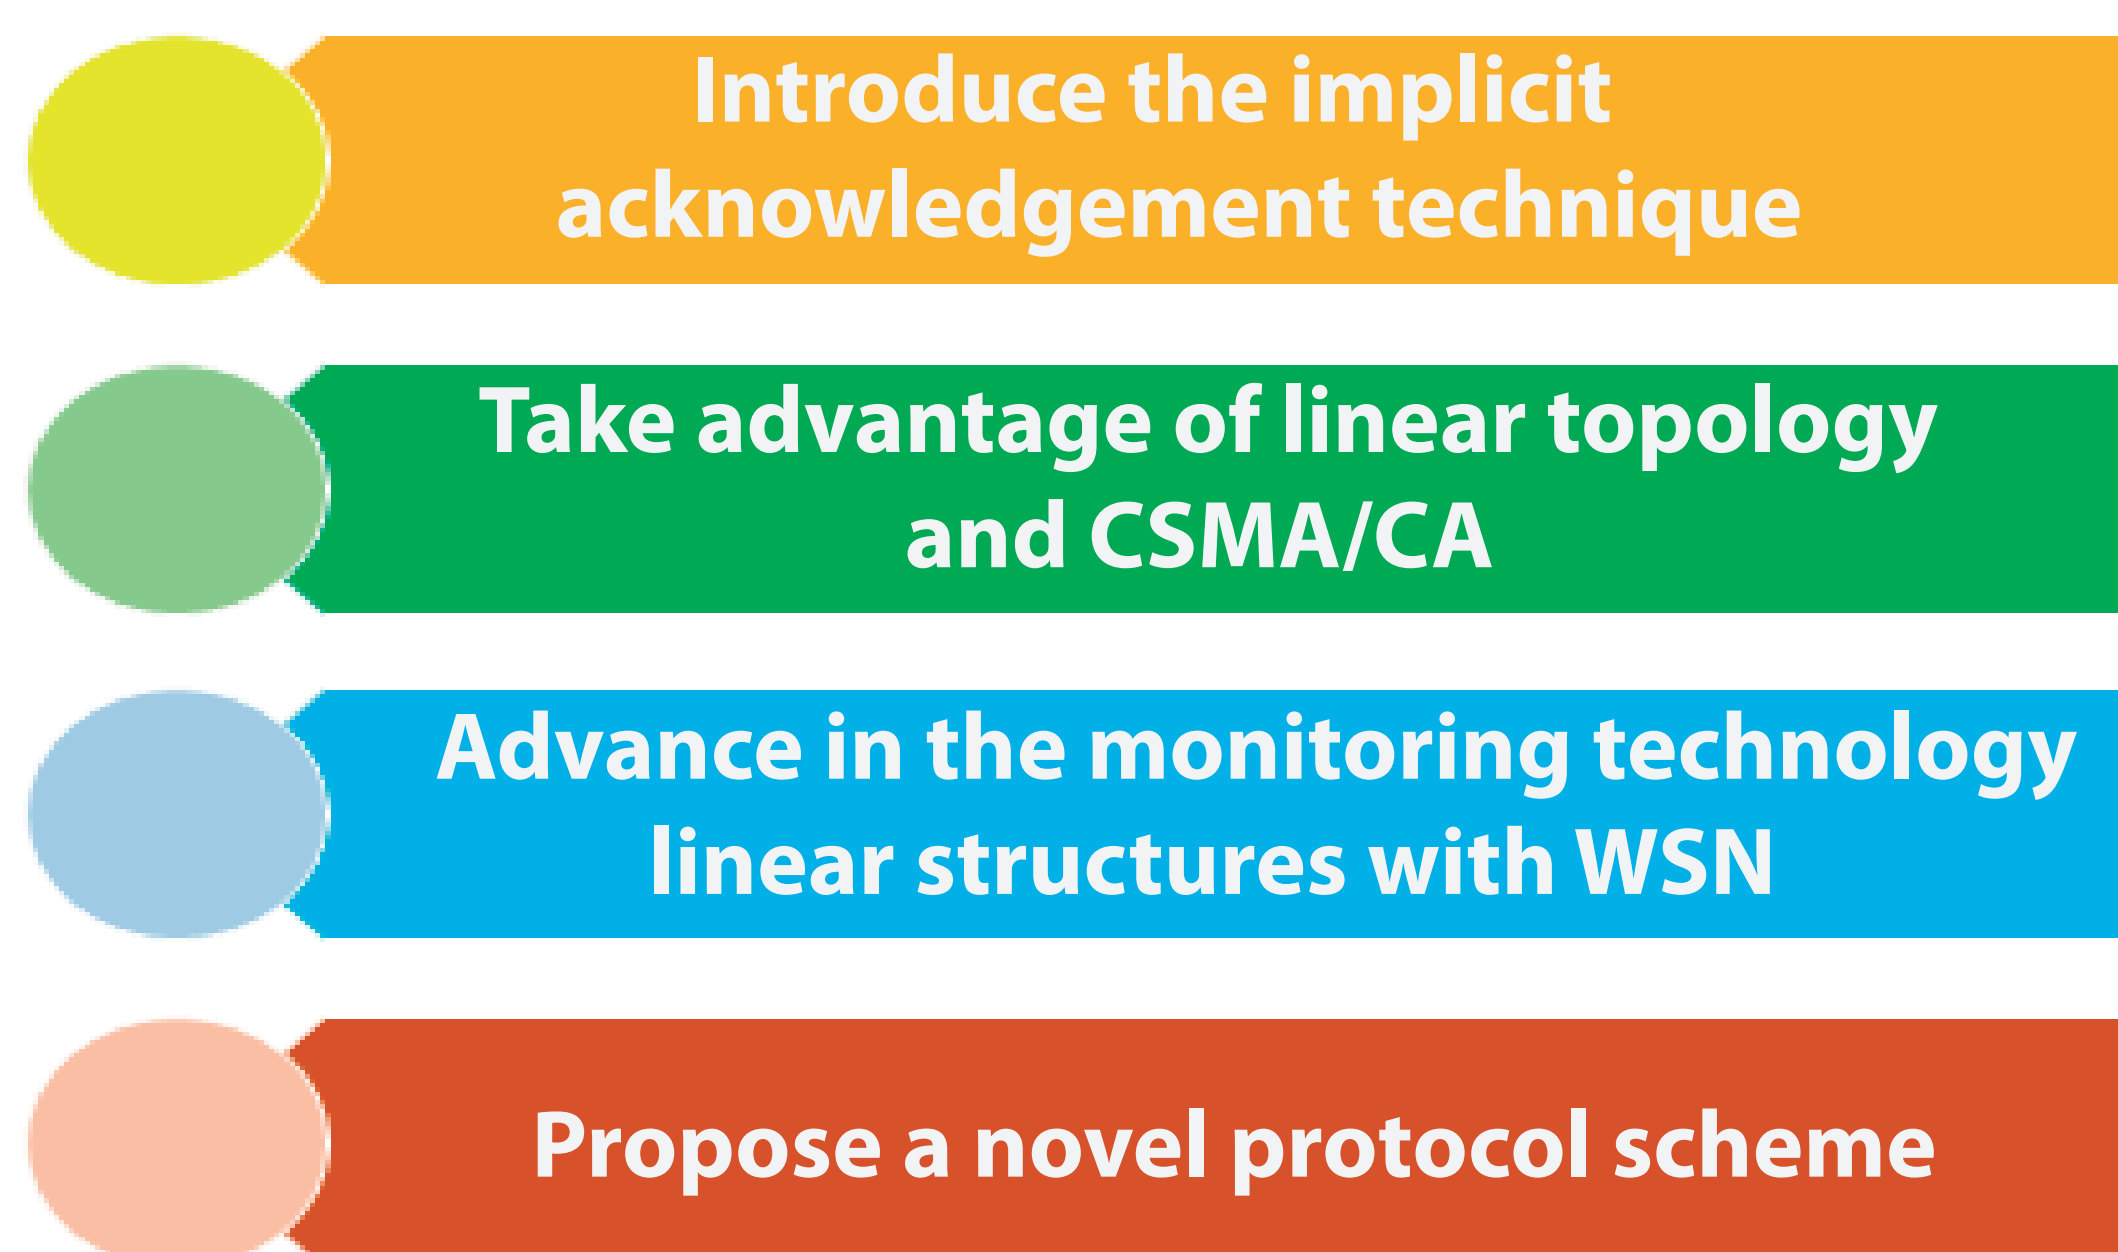 Introduce the implicit
acknowledgement technique
Take advantage of linear topology
and CSMA/CA
Advance in the monitoring technology
linear structures with WSN
Propose a novel protocol scheme